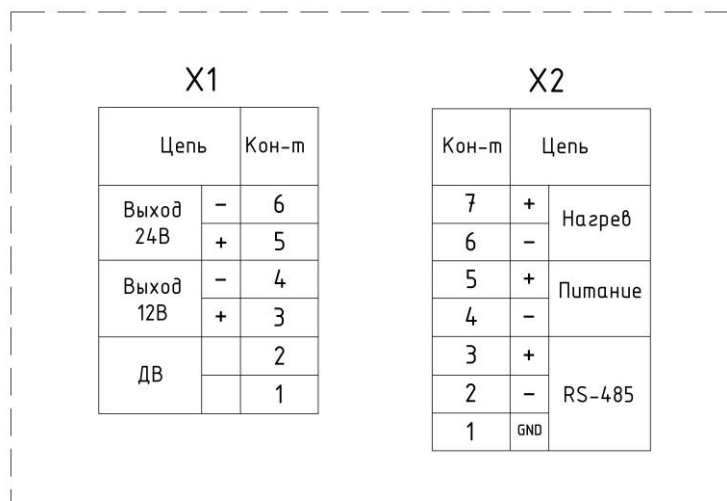 X1
Цепь Кон-т
Выход 24В - 6
+ 5
Выход 12В - 4
+ 3
ДВ 2
1
X2
Кон-т Цепь
7 + Нагрев
6 -
5 + Питание
4 -
3 + RS-485
2 -
1 GND